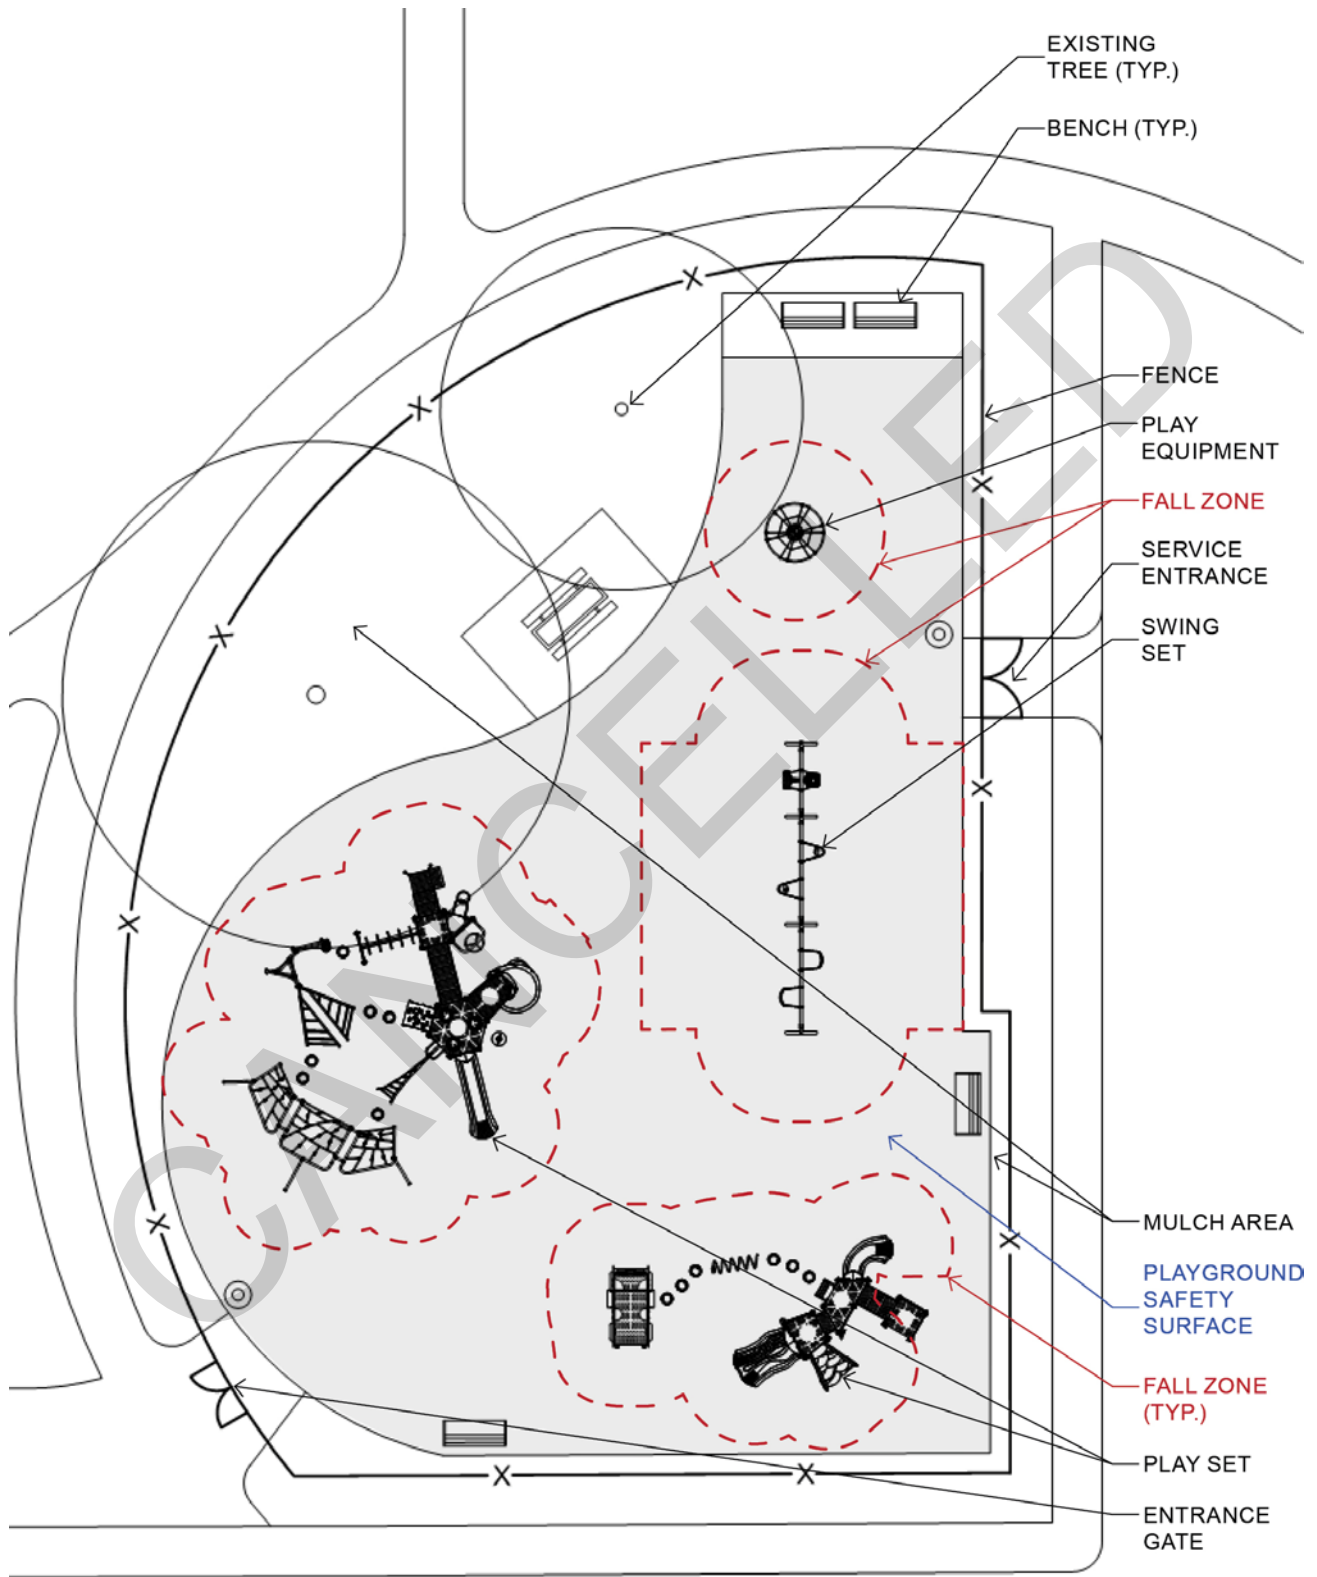 EXISTING
TREE (TYP.)
BENCH (TYP.)
FENCE
PLAY
EQUIPMENT
FALL ZONE
SERVICE
ENTRANCE
SWING
SET
MULCH AREA
PLAYGROUND
SAFETY
SURFACE
FALL ZONE
(TYP.)
PLAY SET
ENTRANCE
GATE
CANCELLED
X
X
X
X
X
X
X
X
X
X